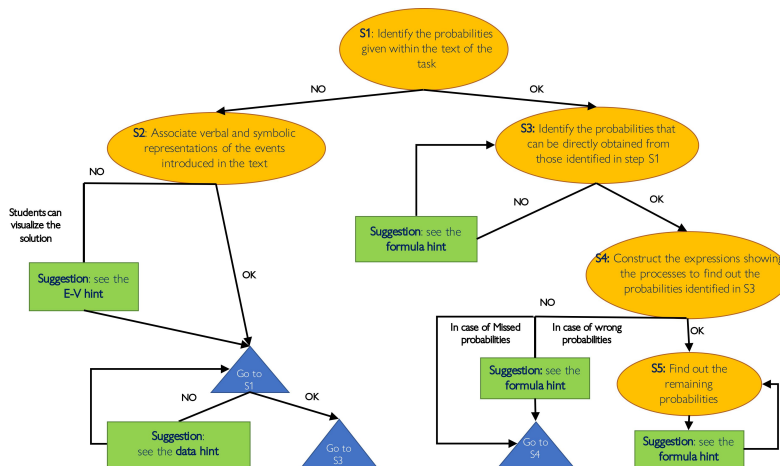 S1: Identify the probabilities
given within the text of the
task
NO
OK
S2: Associate verbal and symbolic
representations of the events
introduced in the text
S3: Identify the probabilities that
can be directly obtained from
those identified in step S1
NO
NO
OK
Students can
visualize the
solution
Suggestion: see the
formula hint
Suggestion: see the
E-V hint
OK
S4: Construct the expressions showing
the processes to find out the
probabilities identified in S3
NO
In case of Missed
probabilities
In case of wrong
probabilities
OK
Go to
S1
Suggestion: see the
formula hint
S5: Find out the
remaining
probabilities
NO
OK
Suggestion:
see the data hint
Go to
S3
Go to
S4
Suggestion: see the
formula hint